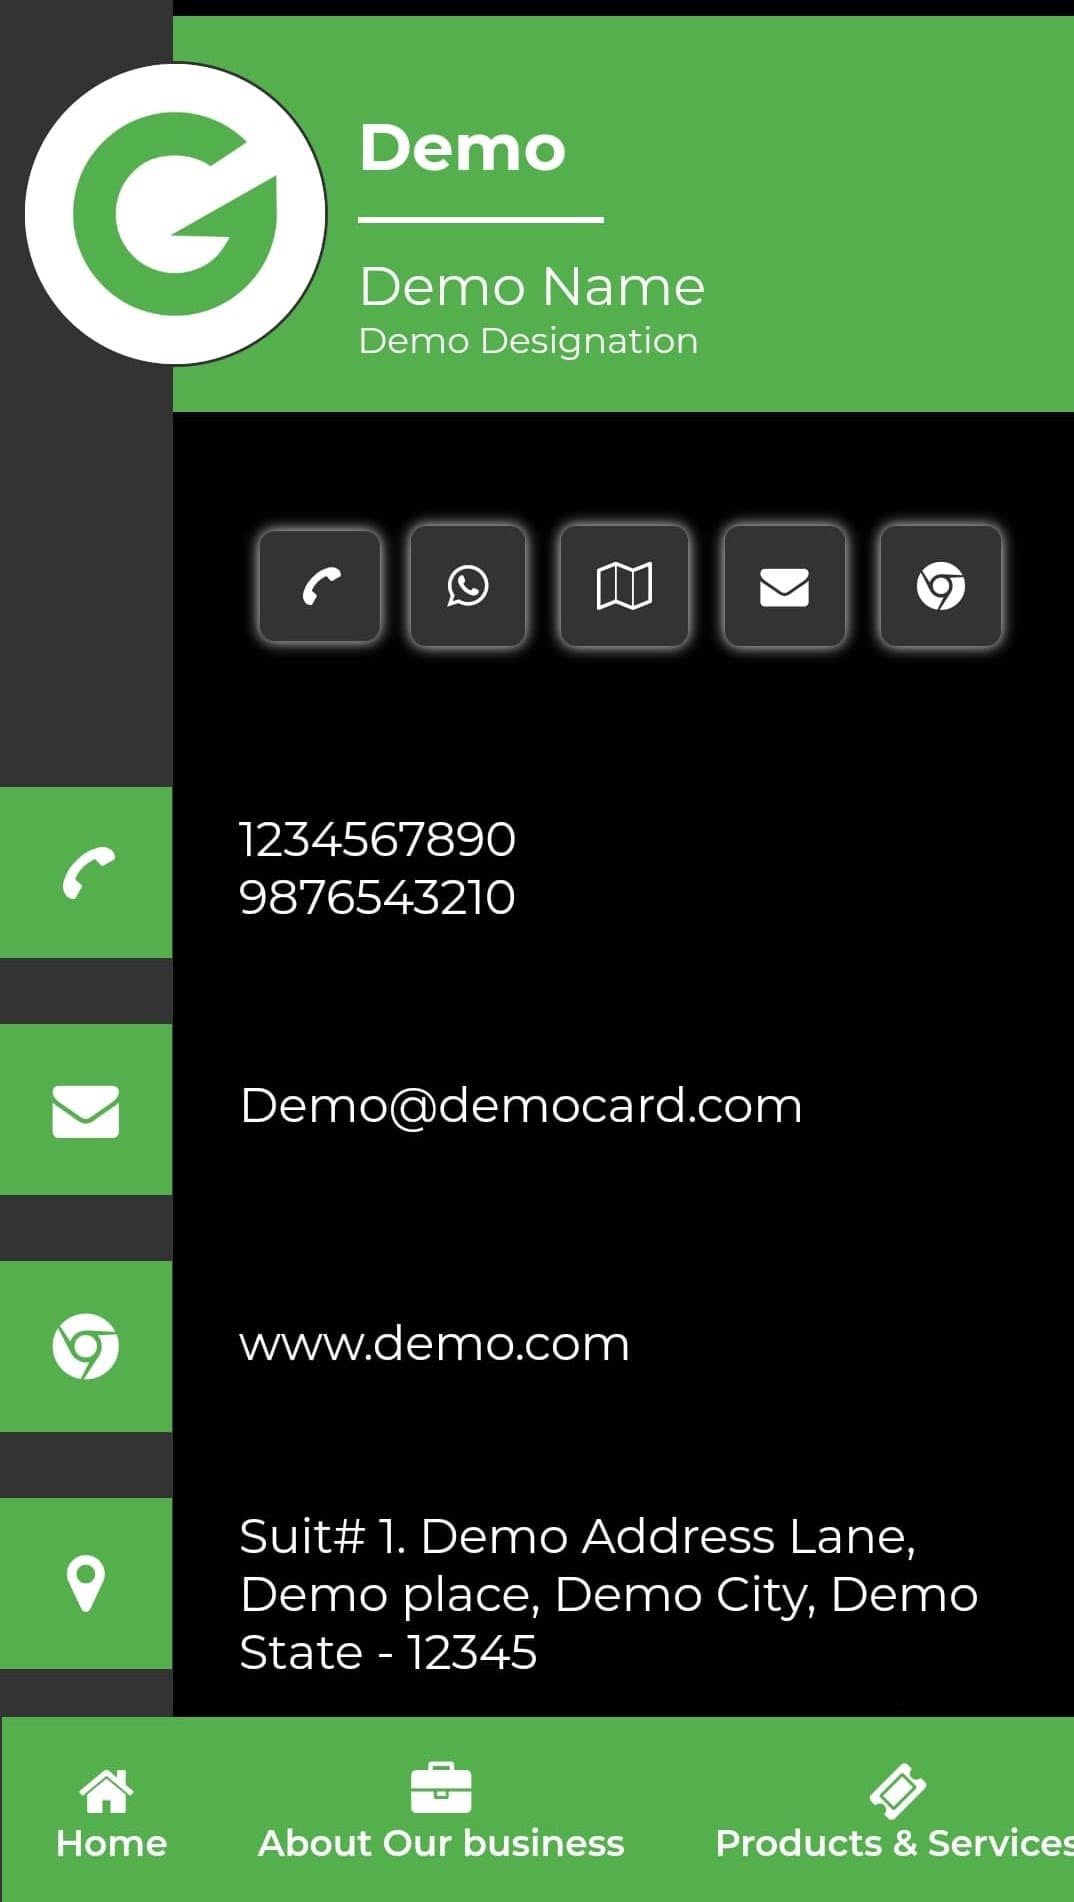 Demo
Demo Name
Demo Designation
1234567890
9876543210
Demo@democard.com
www.demo.com
Suit# 1. Demo Address Lane,
Demo place, Demo City, Demo
State - 12345
Home
About Our business
Products & Services